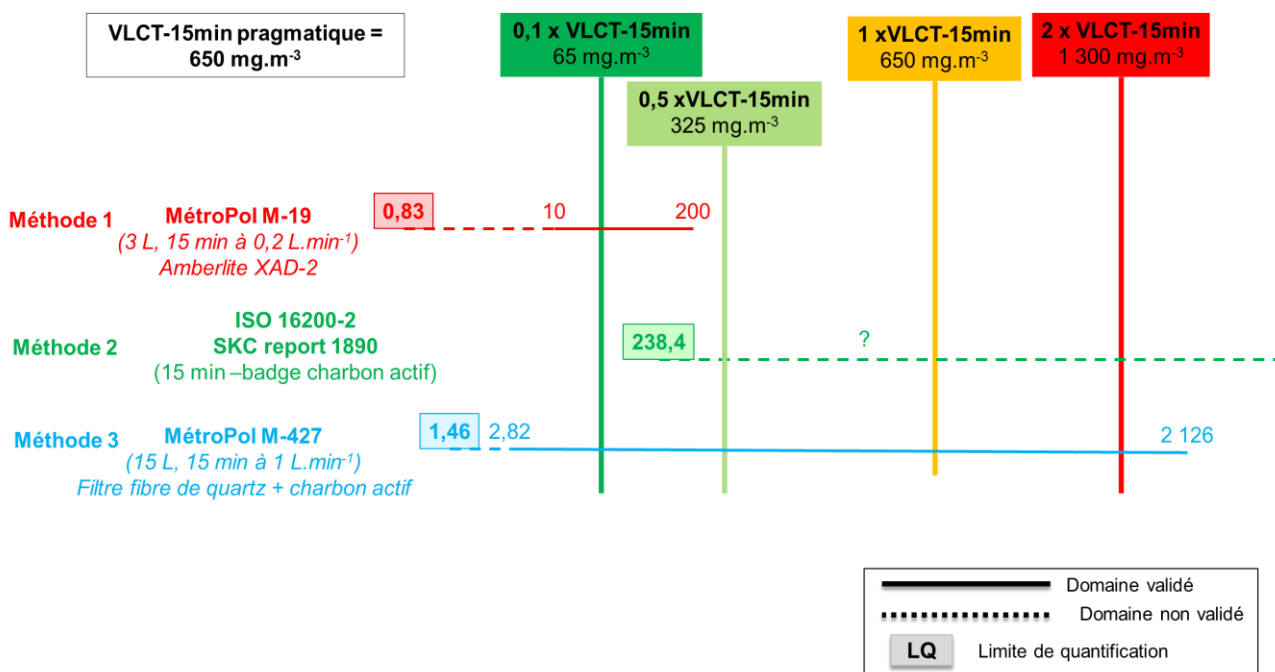 VLCT-15min pragmatique =
650 mg.m⁻³
0,1 x VLCT-15min
65 mg.m⁻³
1 xVLCT-15min
650 mg.m⁻³
2 x VLCT-15min
1 300 mg.m⁻³
0,5 xVLCT-15min
325 mg.m⁻³
Méthode 1
MétroPol M-19
(3 L, 15 min à 0,2 L.min⁻¹)
Amberlite XAD-2
0,83
10
200
Méthode 2
ISO 16200-2
SKC report 1890
(15 min –badge charbon actif)
238,4
?
Méthode 3
MétroPol M-427
(15 L, 15 min à 1 L.min⁻¹)
Filtre fibre de quartz + charbon actif
1,46
2,82
2 126
Domaine validé
Domaine non validé
LQ
Limite de quantification